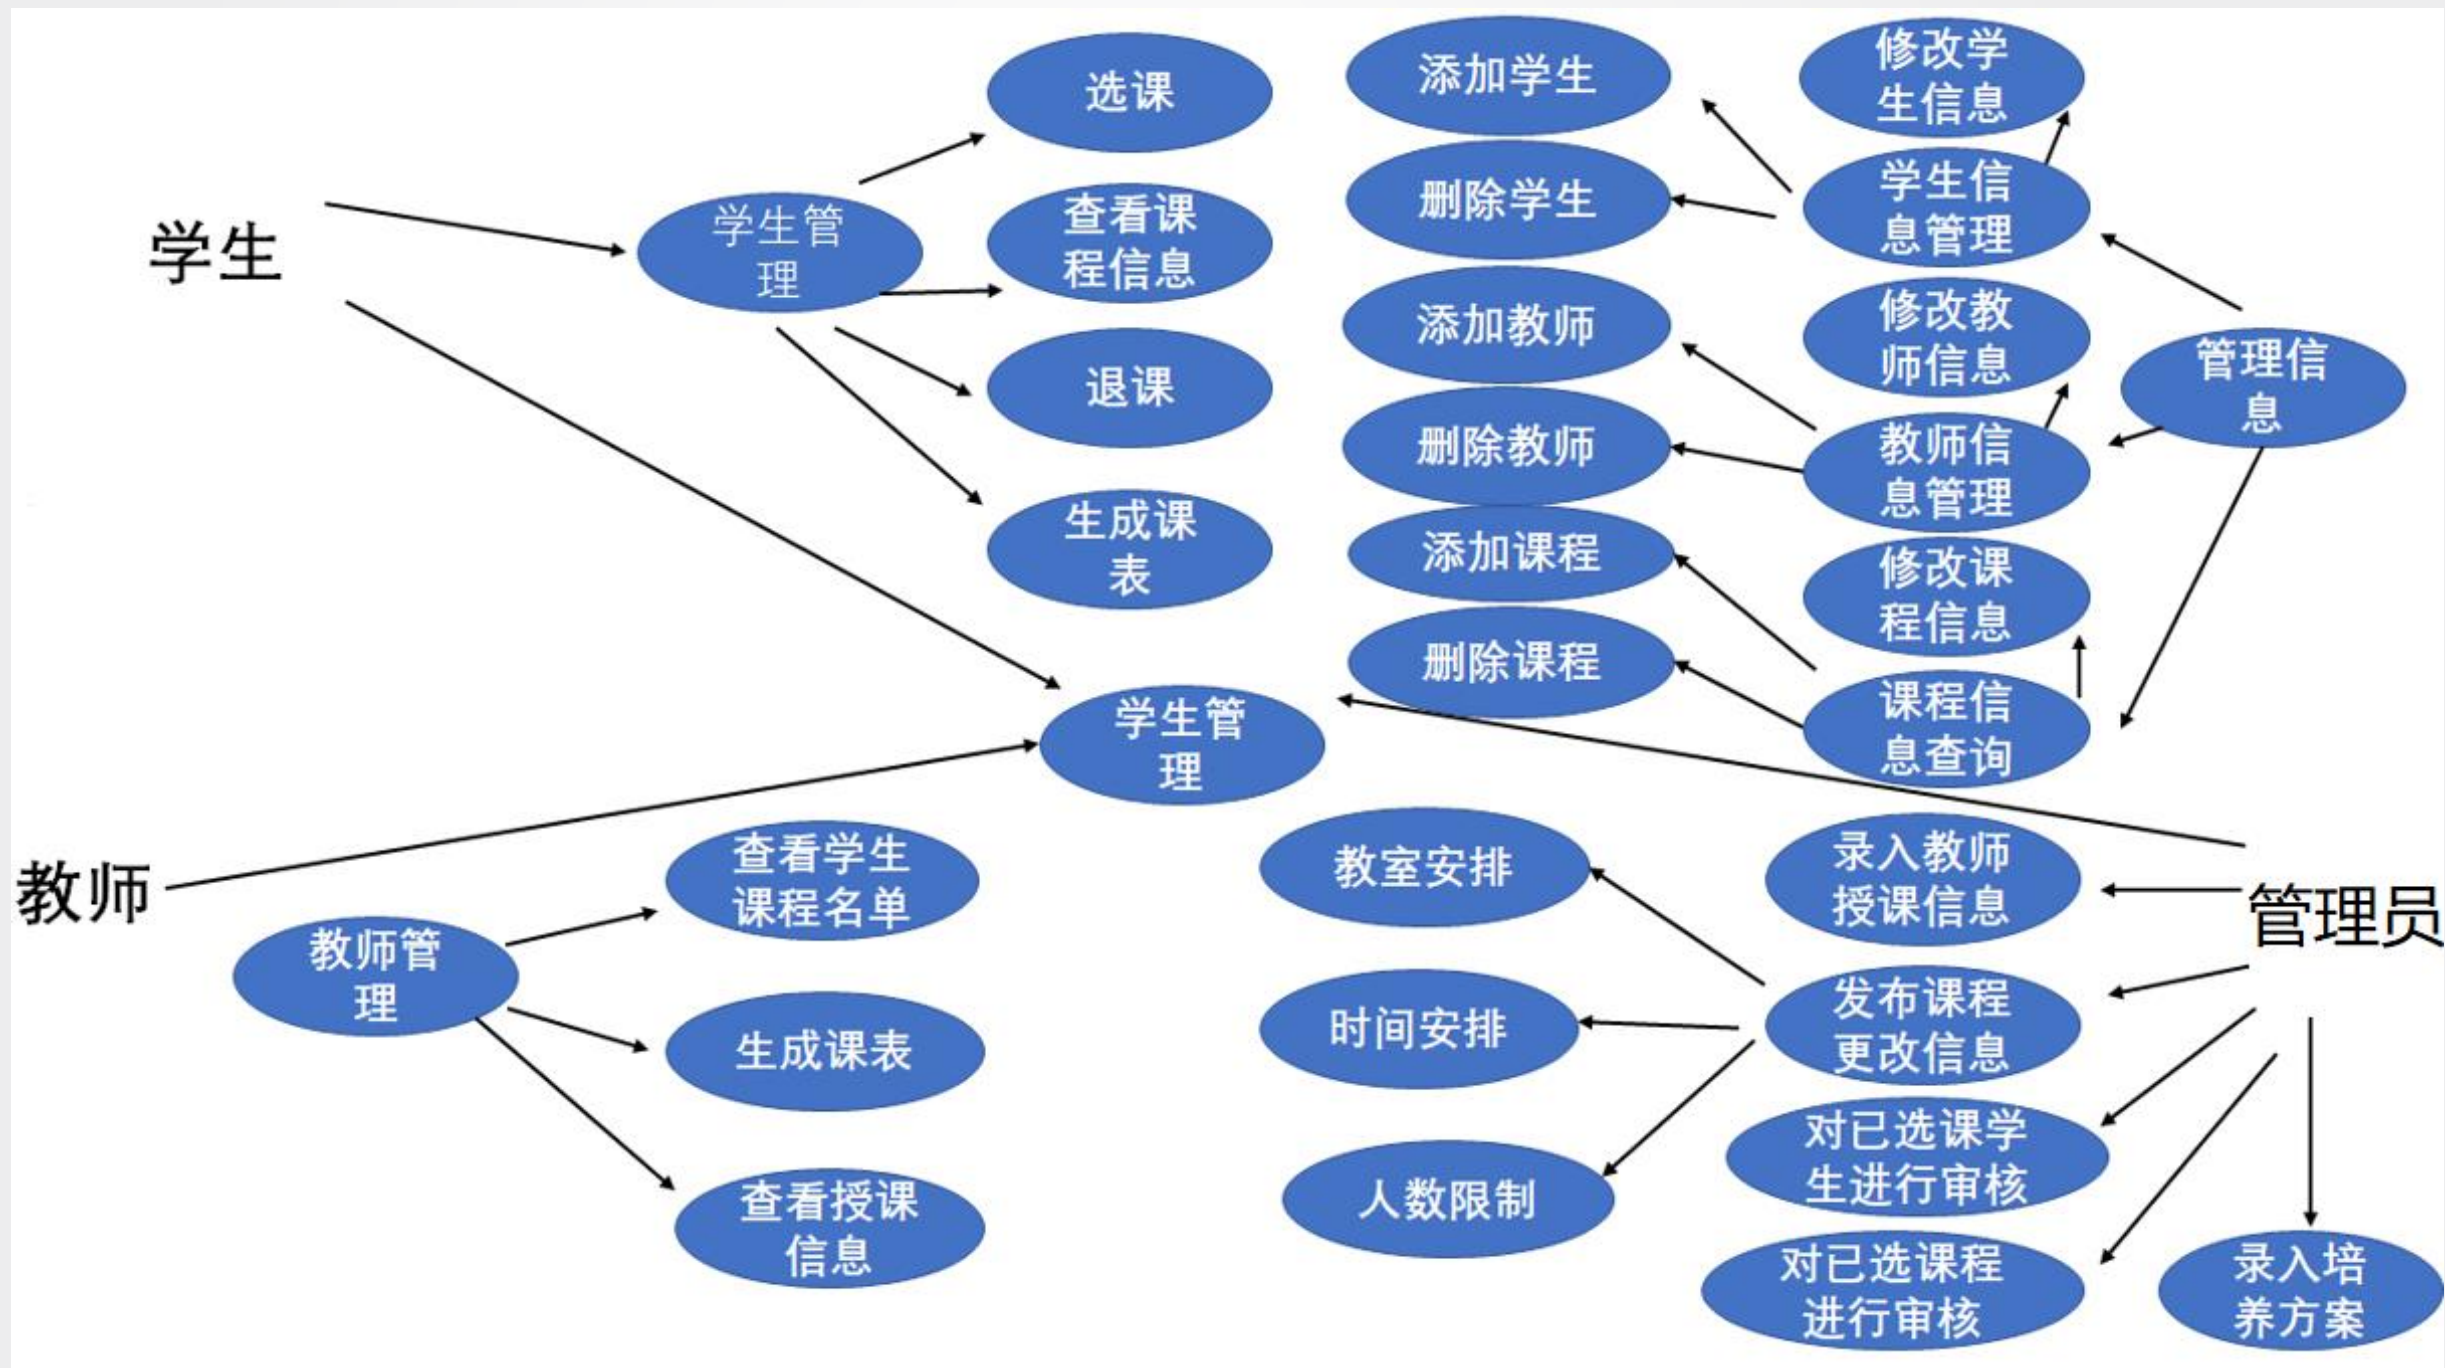 选课
添加学生
修改学
生信息
学生
学生管
理
查看课
程信息
删除学生
学生信
息管理
退课
添加教师
修改教
师信息
管理信
息
删除教师
教师信
息管理
生成课
表
添加课程
修改课
程信息
删除课程
课程信
息查询
学生管
理
教师
查看学生
课程名单
教室安排
录入教师
授课信息
管理员
教师管
理
生成课表
时间安排
发布课程
更改信息
查看授课
信息
人数限制
对已选课学
生进行审核
对已选课程
进行审核
录入培
养方案